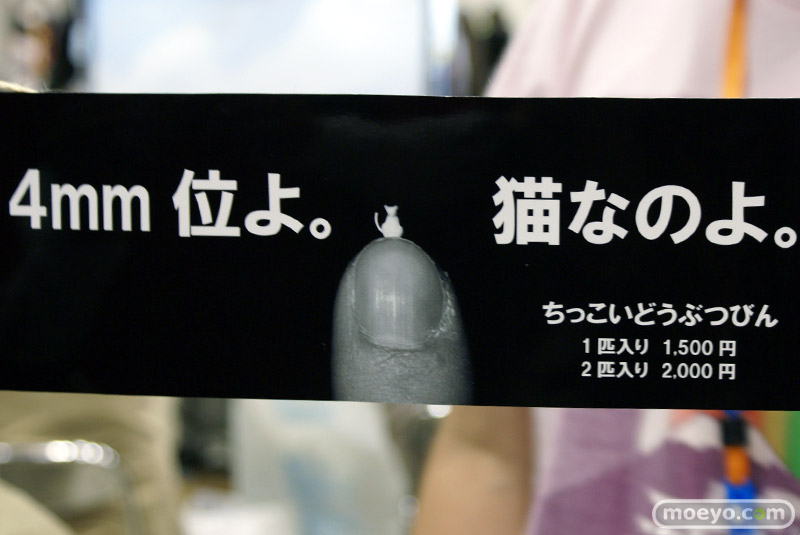 4mm 位よ。
猫なのよ。
ちっこいどうぶつびん
1匹入り 1,500円
2匹入り 2,000円
moeyo.com